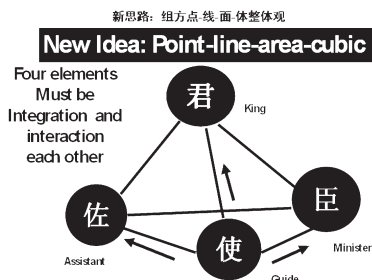 新思路：组方点-线-面-体整体观
New Idea: Point-line-area-cubic
Four elements
Must be
Integration and
interaction
each other
君
King
佐
Assistant
臣
Minister
使
Guide